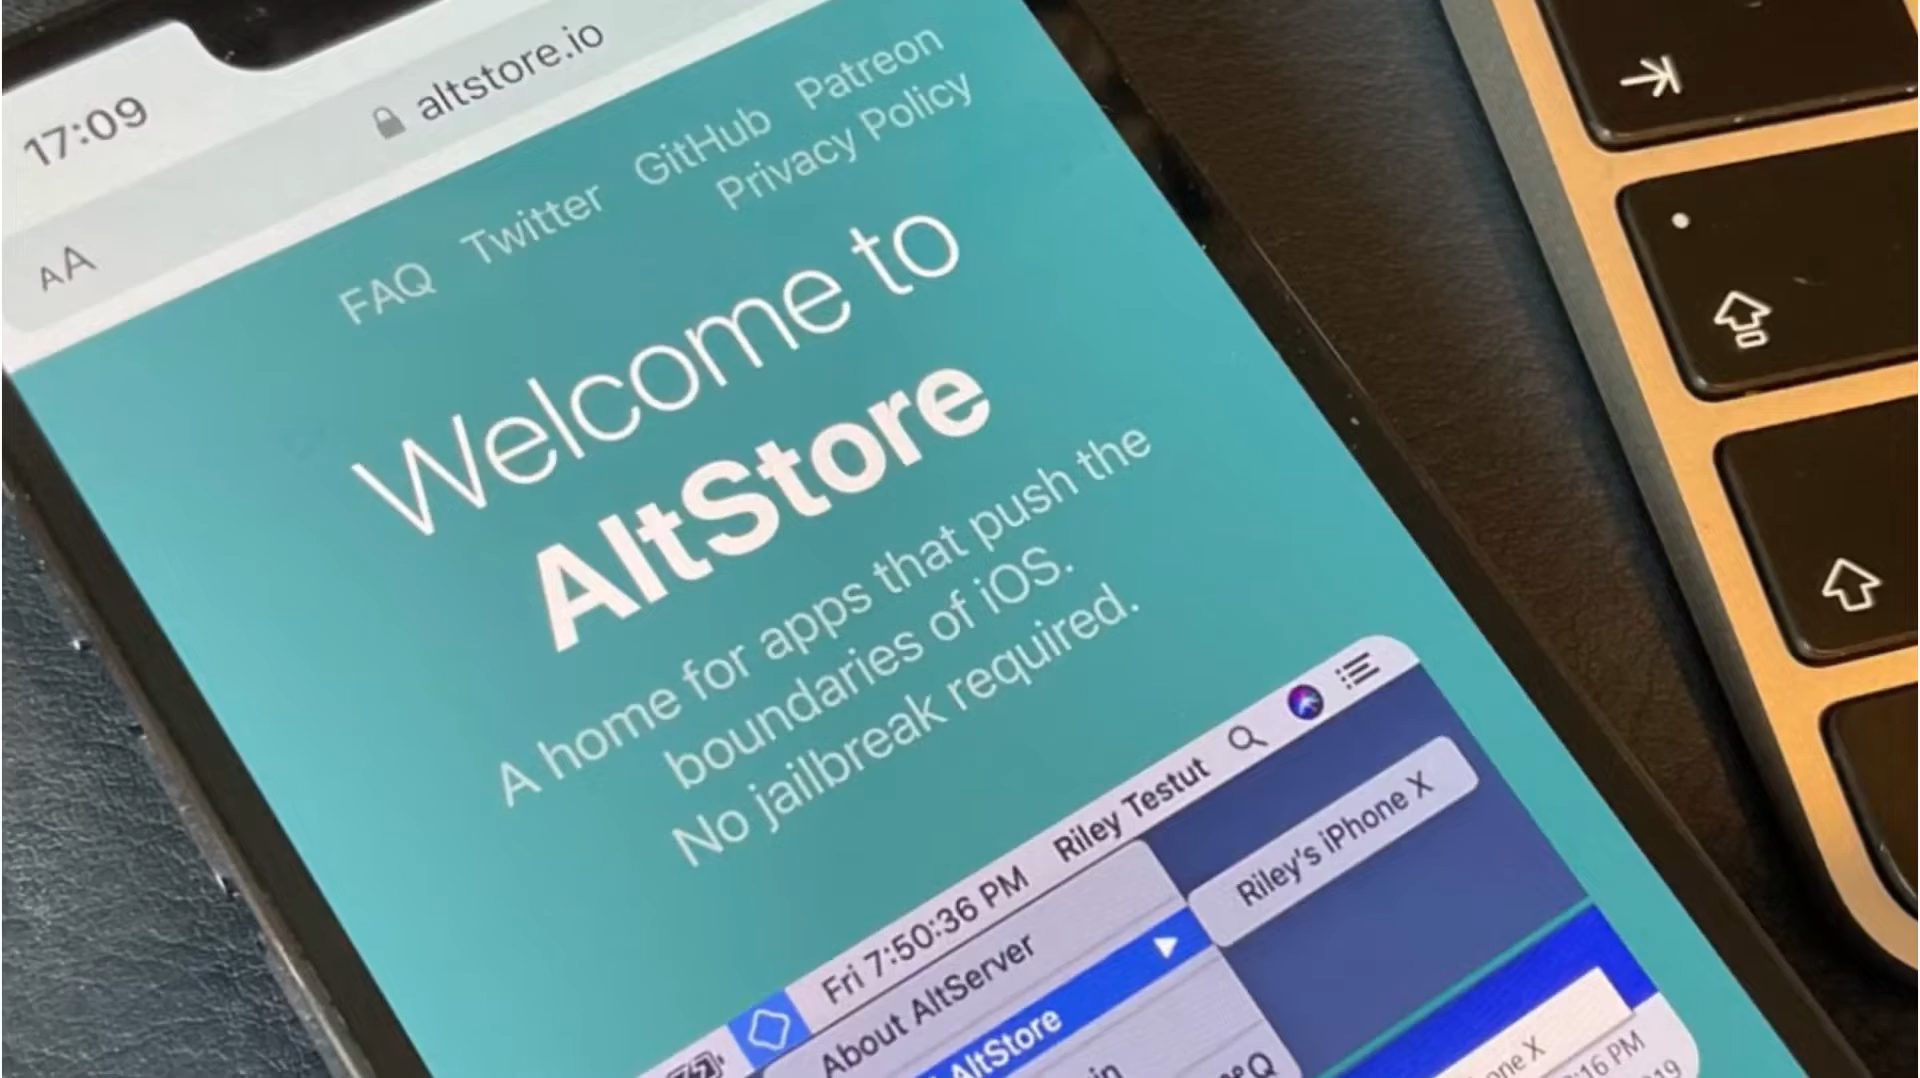 17:09
altstore.io
AA
FAQ Twitter GitHub Patreon
Privacy Policy
Welcome to
AltStore
A home for apps that push the
boundaries of iOS.
No jailbreak required.
Fri 7:50:36 PM Riley Testut
About AltServer
AltStore
Riley's iPhone X
Q
X
:16 PM